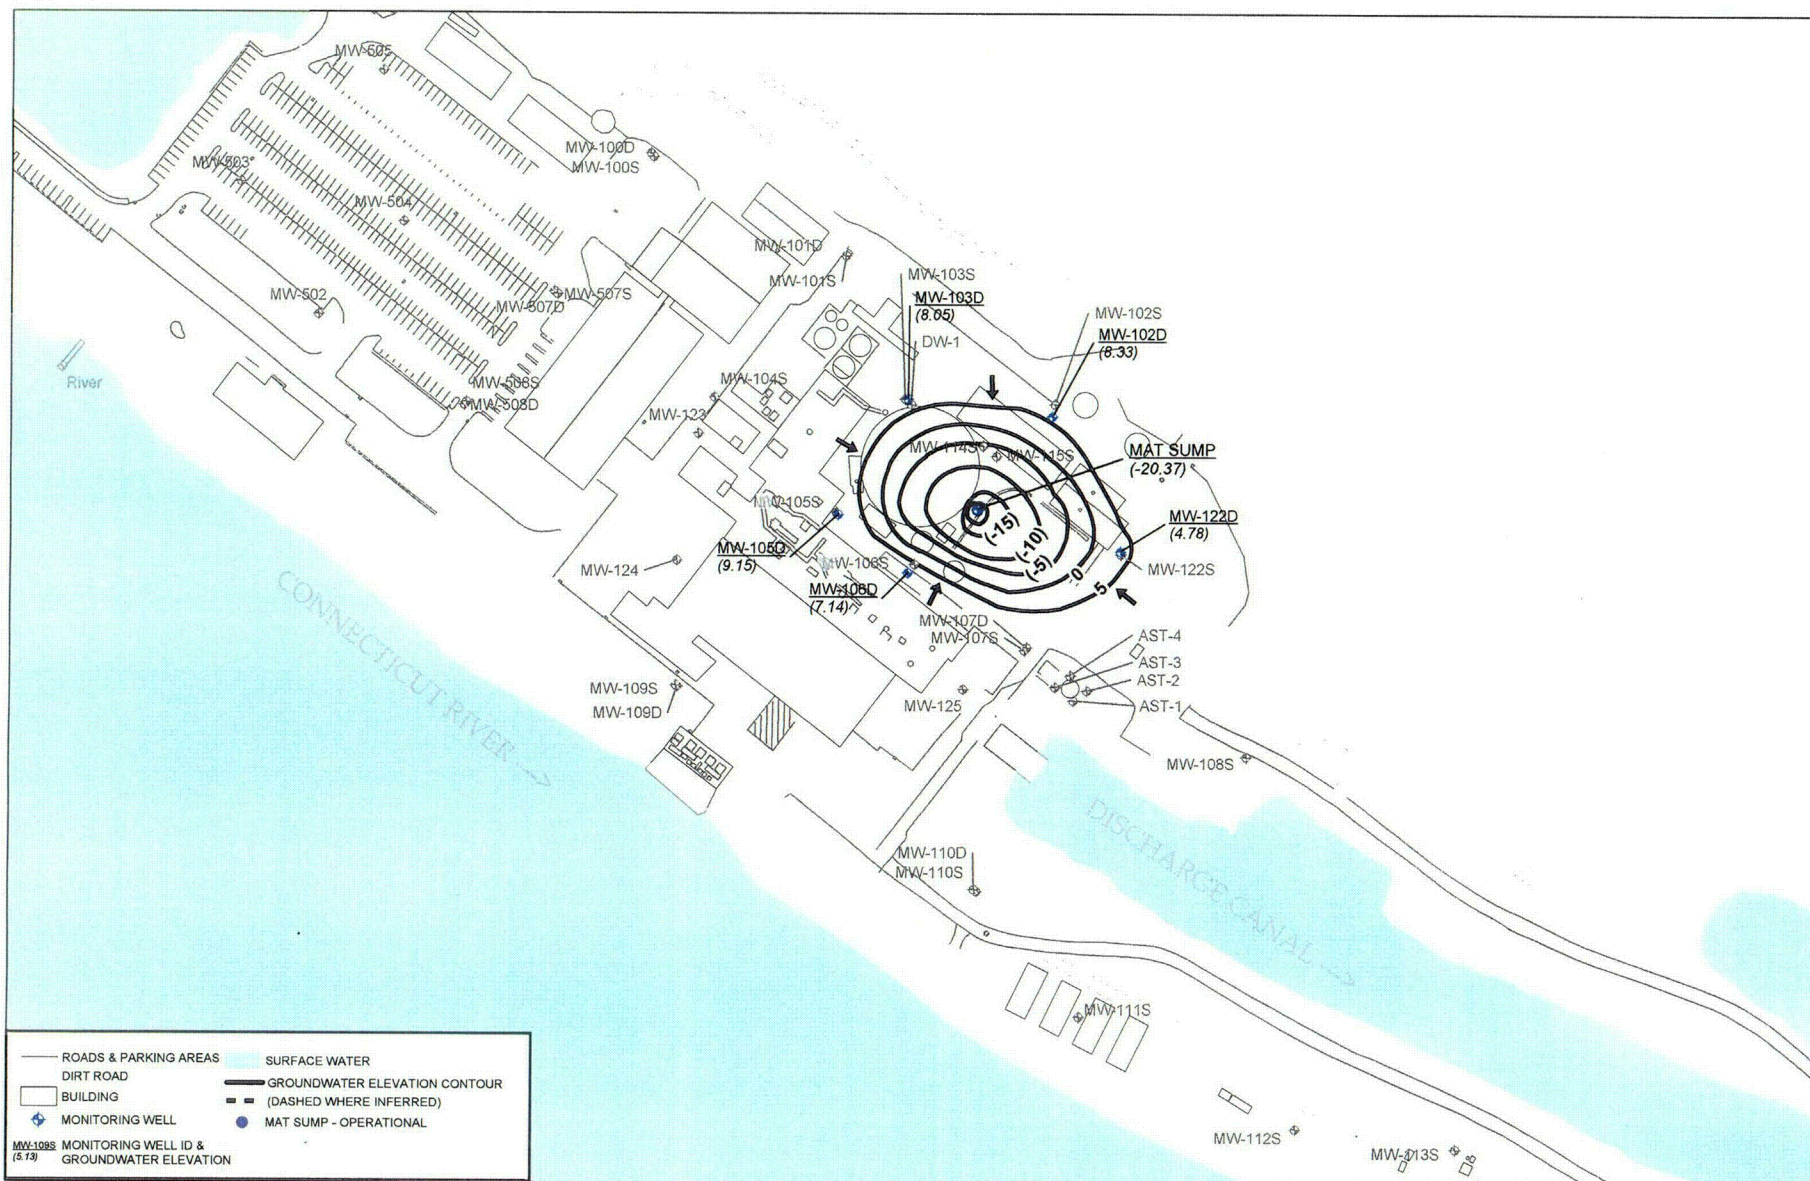 MW-505
MW-100D
MW-100S
MW-503
MW-504
MW-101D
MW-101S
MW-502
MW-507S
MW-507D
River
MW-508S
MW-508D
MW-103S
MW-103D
(8.05)
DW-1
MW-102S
MW-102D
(8.33)
MW-104S
MW-123
MW-114S
MW-115S
MAT SUMP
(-20.37)
MW-105S
MW-105D
(9.15)
MW-122D
(4.78)
MW-122S
(-15)
(-10)
(-5)
0
5
MW-124
MW-106S
MW-106D
(7.14)
MW-107D
MW-107S
AST-4
AST-3
AST-2
AST-1
MW-109S
MW-109D
MW-125
MW-108S
CONNECTICUT RIVER
DISCHARGE CANAL
MW-110D
MW-110S
MW-111S
MW-112S
MW-113S
ROADS & PARKING AREAS
DIRT ROAD
BUILDING
MONITORING WELL
MW-109S
(5.13)
MONITORING WELL ID &
GROUNDWATER ELEVATION
SURFACE WATER
GROUNDWATER ELEVATION CONTOUR
(DASHED WHERE INFERRED)
MAT SUMP - OPERATIONAL